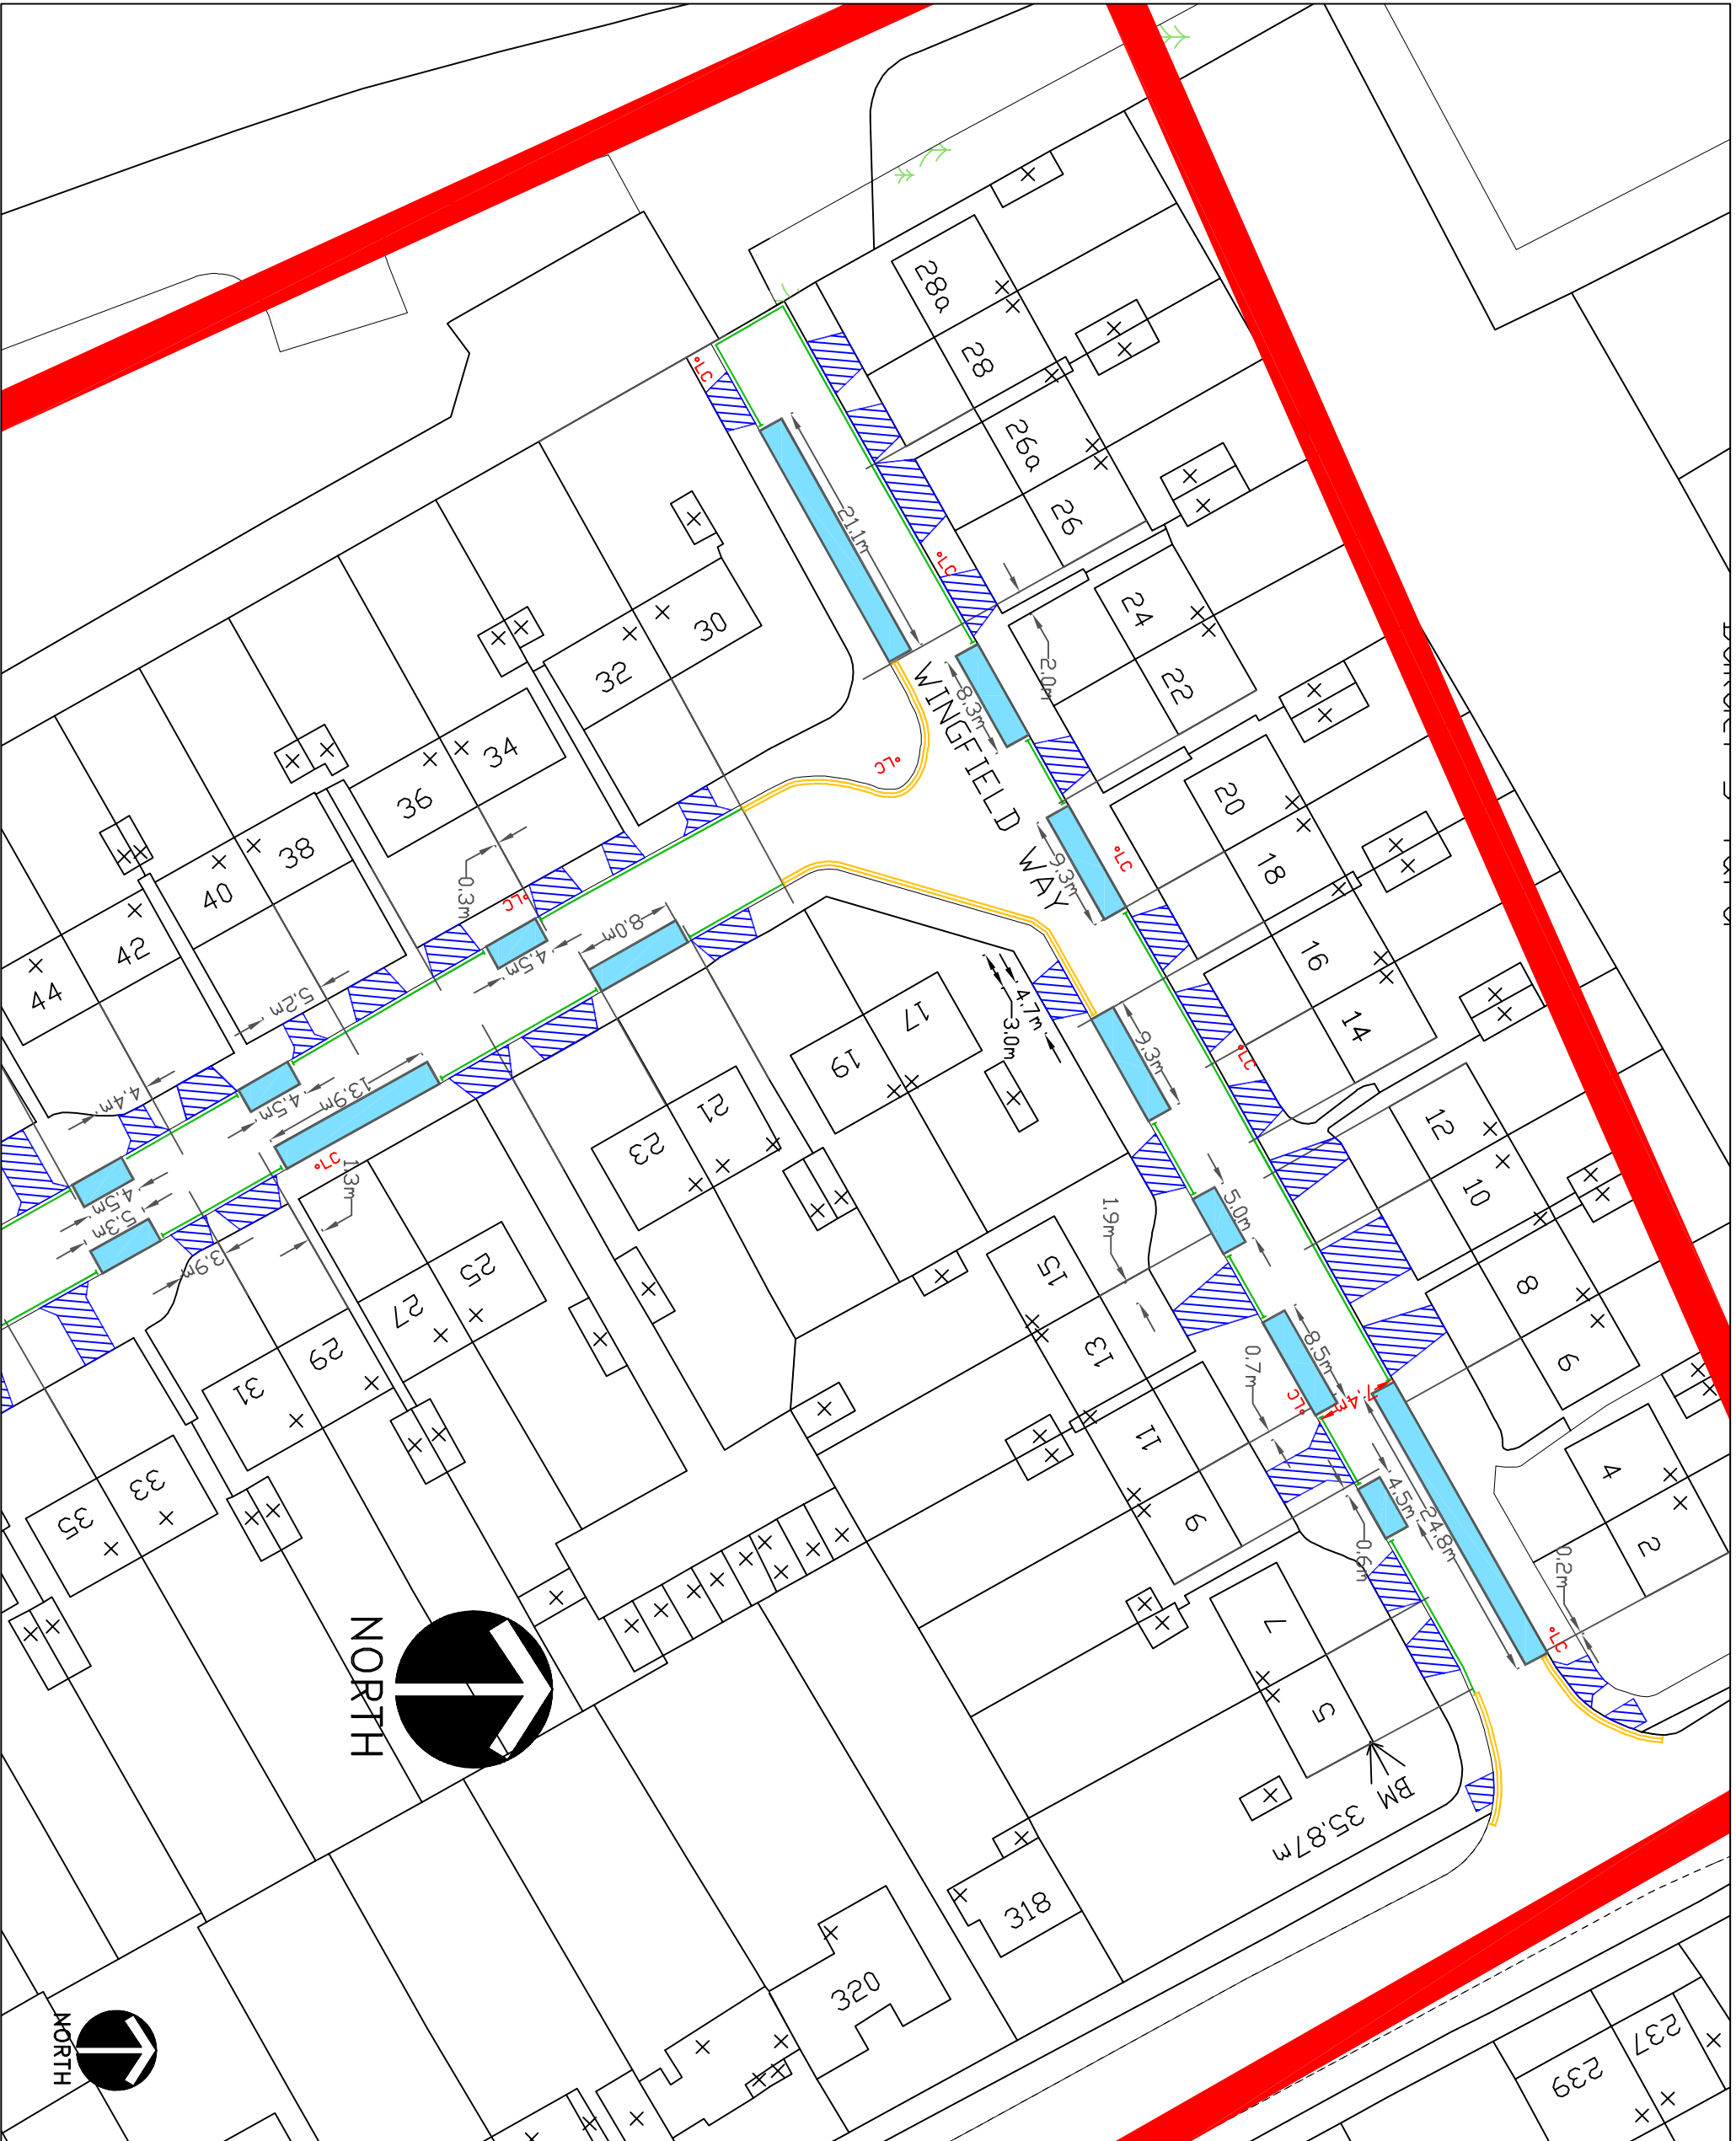 28a
28
26a
26
24
22
20
18
16
14
12
10
8
6
4
2
30
32
34
36
38
40
42
44
17
19
21
23
25
27
29
31
33
35
15
13
11
9
7
5
318
320
237
239
WINGFIELD
WAY
BM 35.87m
21.1m
2.0m
8.3m
9.3m
9.3m
4.7m
3.0m
5.0m
1.9m
8.5m
0.7m
7.4m
4.5m
24.8m
0.6m
0.2m
8.0m
4.5m
0.3m
5.2m
13.9m
4.5m
4.4m
1.3m
4.5m
5.3m
3.9m
LC
LC
LC
LC
LC
LC
LC
LC
LC
NORTH
NORTH